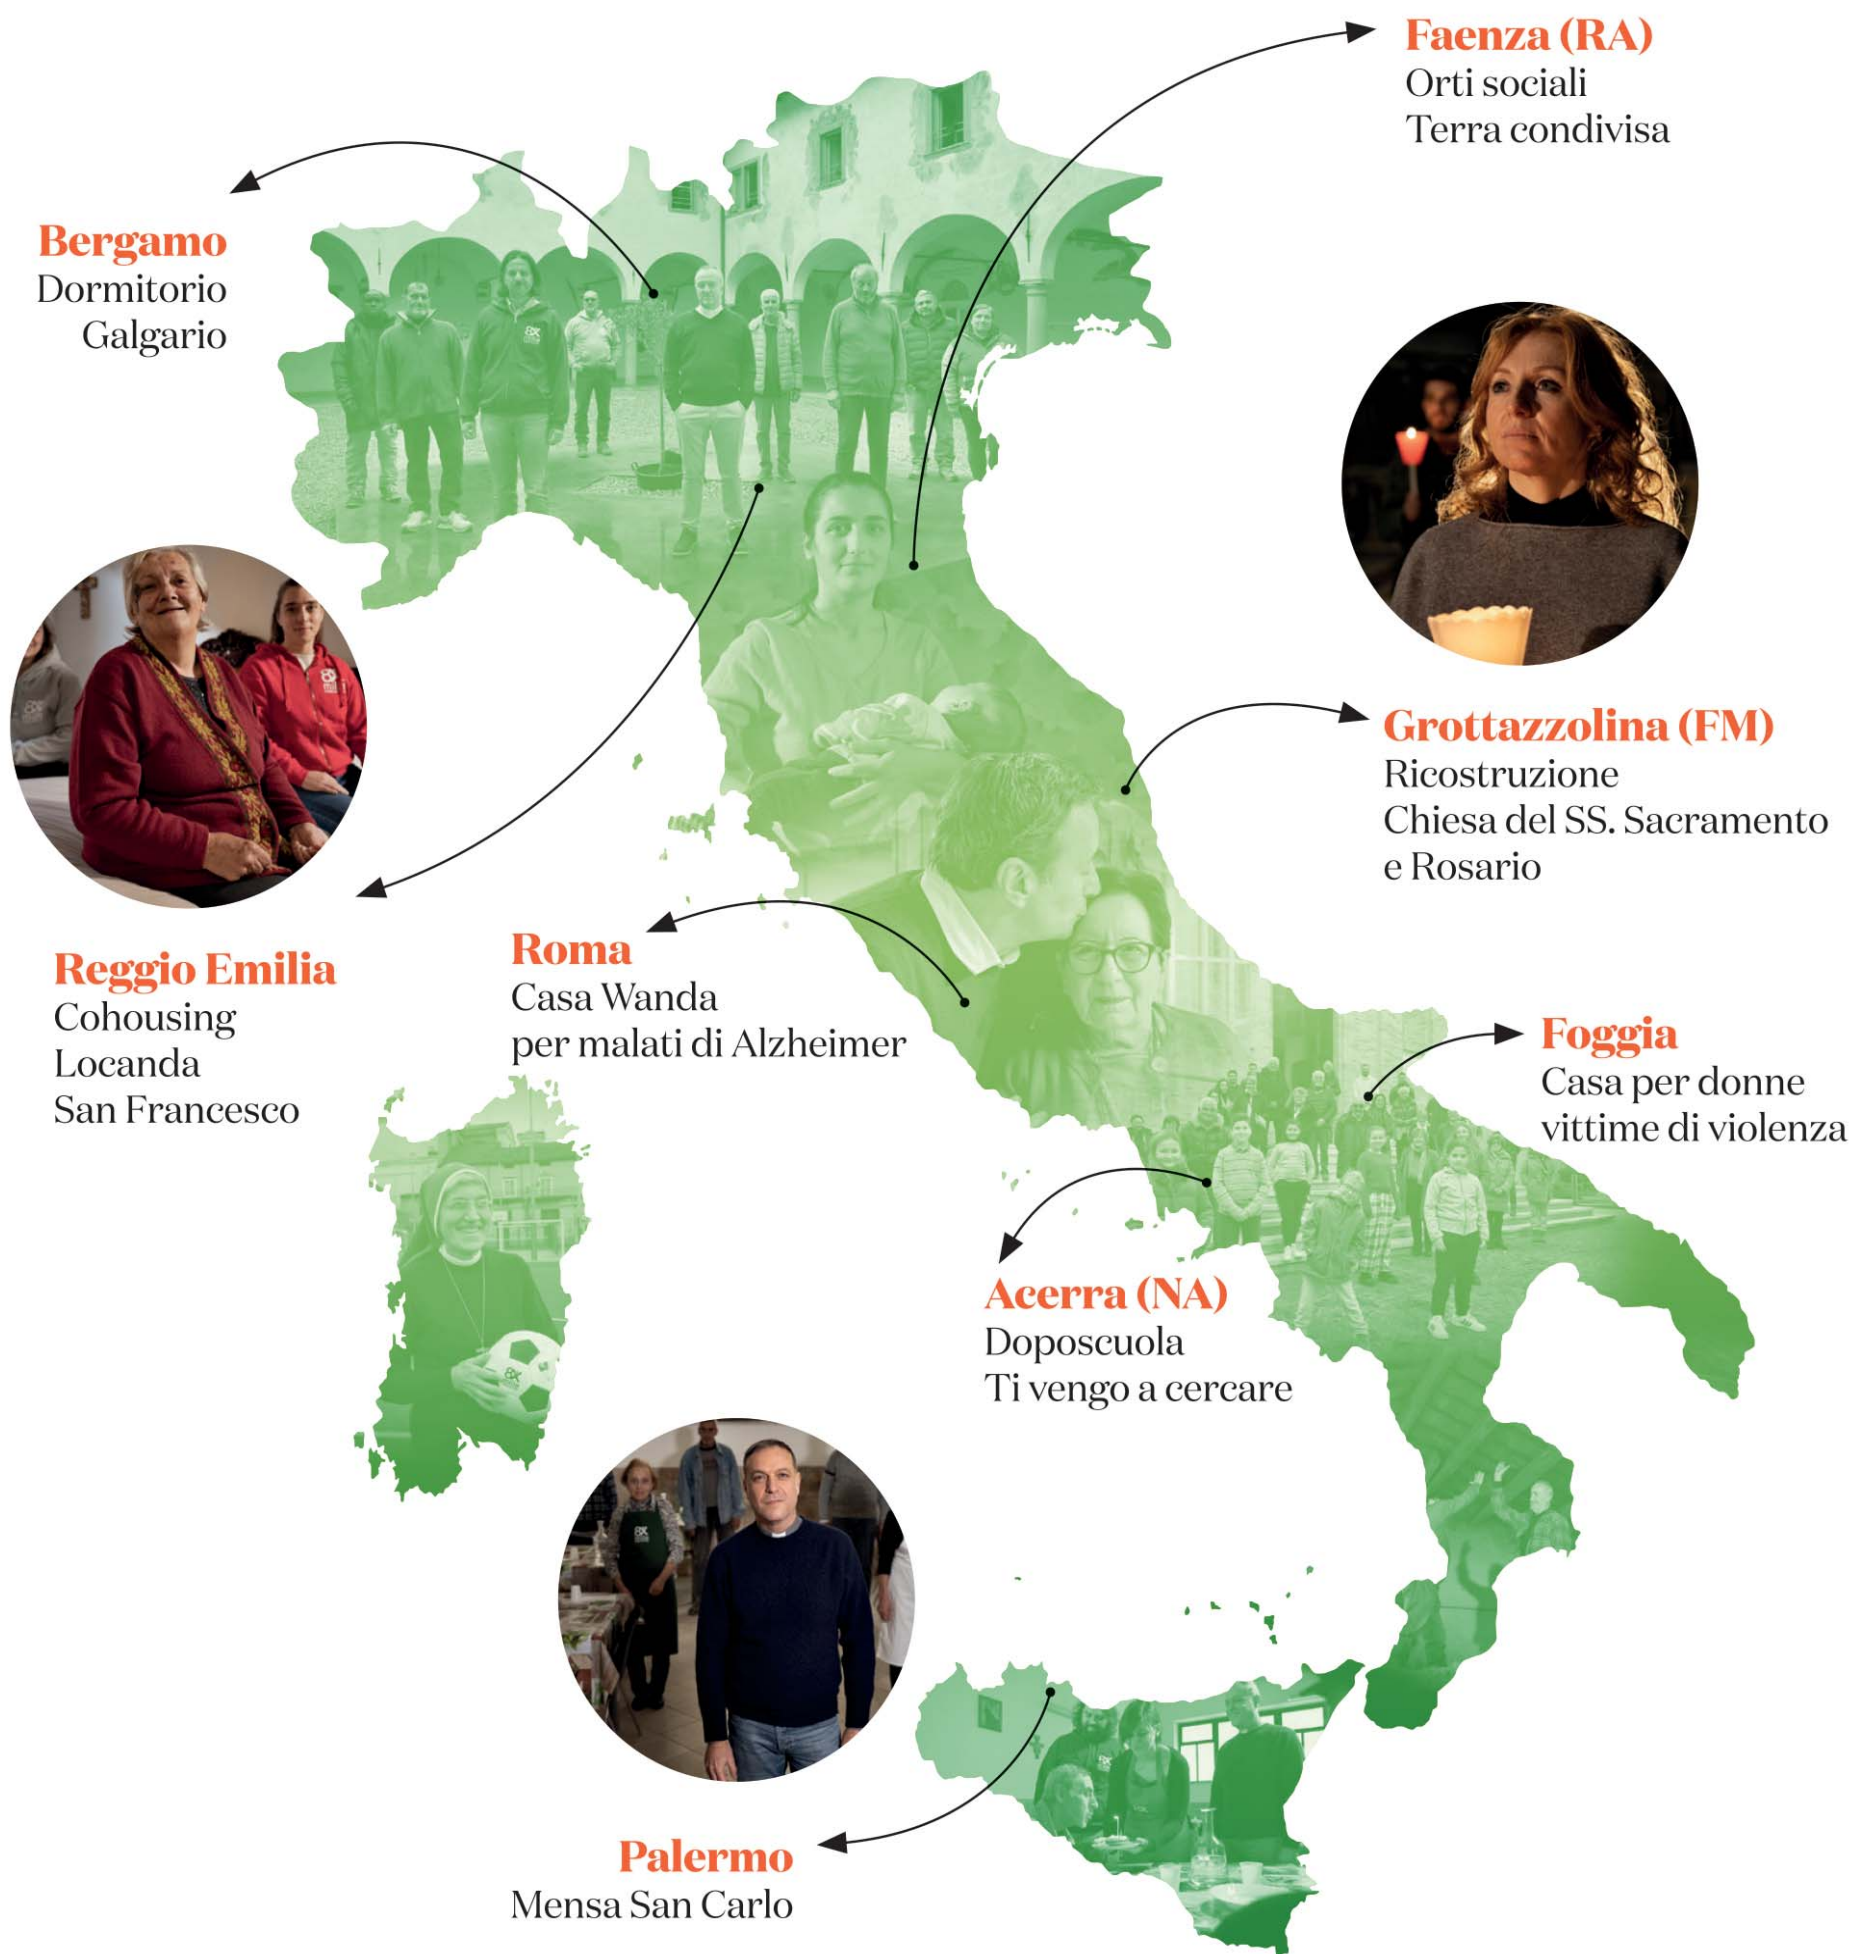 Faenza (RA)
Orti sociali
Terra condivisa
Bergamo
Dormitorio
Galgario
Grottazzolina (FM)
Ricostruzione
Chiesa del SS. Sacramento
e Rosario
Reggio Emilia
Cohousing
Locanda
San Francesco
Roma
Casa Wanda
per malati di Alzheimer
Foggia
Casa per donne
vittime di violenza
Acerra (NA)
Doposcuola
Ti vengo a cercare
Palermo
Mensa San Carlo